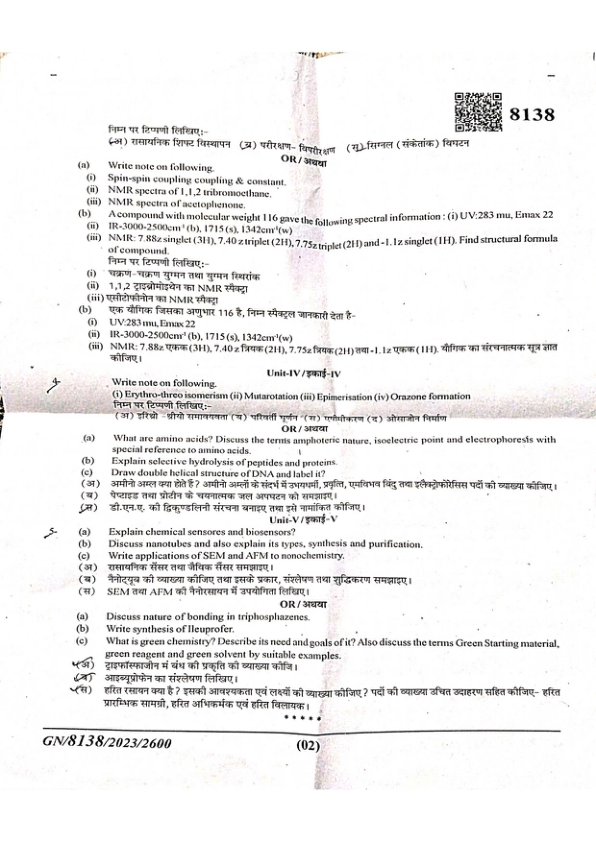 8138
निम्न पर टिप्पणी लिखिए:-
(अ) रासायनिक शिफ्ट विस्थापन (ब) परीरक्षण- विपरीरक्षण (स) सिग्नल (संकेतांक) विघटन
OR / अथवा
(a) Write note on following.
(i) Spin-spin coupling coupling & constant.
(ii) NMR spectra of 1,1,2 tribromoethane.
(iii) NMR spectra of acetophenone.
(b) A compound with molecular weight 116 gave the following spectral information : (i) UV:283 mu, Emax 22
(ii) IR-3000-2500cm-¹ (b), 1715 (s), 1342cm-¹(w)
(iii) NMR: 7.88z singlet (3H), 7.40 z triplet (2H), 7.75z triplet (2H) and -1.1z singlet (1H). Find structural formula
of compound.
निम्न पर टिप्पणी लिखिए:-
(i) चक्रण-चक्रण युग्मन तथा युग्मन स्थिरांक
(ii) 1,1,2 ट्राइब्रोमोइथेन का NMR स्पैक्ट्रा
(iii) एसीटोफीनोन का NMR स्पैक्ट्रा
(b) एक यौगिक जिसका अणुभार 116 है, निम्न स्पैक्ट्रल जानकारी देता है-
(i) UV:283 mu, Emax 22
(ii) IR-3000-2500cm-¹ (b), 1715 (s), 1342cm-¹(w)
(iii) NMR: 7.88z एकक (3H), 7.40 z त्रियक (2H), 7.75z त्रियक (2H) तथा -1.1z एकक (1H). यौगिक का संरचनात्मक सूत्र ज्ञात
कीजिए।
Unit-IV / इकाई-IV
4- Write note on following.
(i) Erythro-threo isomerism (ii) Mutarotation (iii) Epimerisation (iv) Orazone formation
निम्न पर टिप्पणी लिखिए:-
OR / अथवा
(a) What are amino acids? Discuss the terms amphoteric nature, isoelectric point and electrophoresis with
special reference to amino acids.
(b) Explain selective hydrolysis of peptides and proteins.
(c) Draw double helical structure of DNA and label it?
(अ) अमीनो अम्ल क्या होते हैं? अमीनो अम्लों के संदर्भ में उभयधर्मी, प्रवृत्ति, एमविभव बिंदु तथा इलैक्ट्रोफोरेसिस पदों की व्याख्या कीजिए।
(ब) पेप्टाइड तथा प्रोटीन के चयनात्मक जल अपघटन को समझाइए।
(स) डी.एन.ए. की द्विकुण्डलिनी संरचना बनाइए तथा इसे नामांकित कीजिए।
Unit-V / इकाई-V
5- (a) Explain chemical sensores and biosensors?
(b) Discuss nanotubes and also explain its types, synthesis and purification.
(c) Write applications of SEM and AFM to nonochemistry.
(अ) रासायनिक सेंसर तथा जैविक सेंसर समझाइए।
(ब) नैनोट्यूब की व्याख्या कीजिए तथा इसके प्रकार, संश्लेषण तथा शुद्धिकरण समझाइए।
(स) SEM तथा AFM की नैनोरसायन में उपयोगिता लिखिए।
OR / अथवा
(a) Discuss nature of bonding in triphosphazenes.
(b) Write synthesis of Ileuprofer.
(c) What is green chemistry? Describe its need and goals of it? Also discuss the terms Green Starting material,
green reagent and green solvent by suitable examples.
(अ) ट्राइफॉस्फाजीन में बंध की प्रकृति की व्याख्या कीजि।
(ब) आइब्यूप्रोफेन का संश्लेषण लिखिए।
(स) हरित रसायन क्या है? इसकी आवश्यकता एवं लक्ष्यों की व्याख्या कीजिए? पदों की व्याख्या उचित उदाहरण सहित कीजिए- हरित
प्रारम्भिक सामग्री, हरित अभिकर्मक एवं हरित विलायक।
* * * * *
GN/8138/2023/2600
(02)